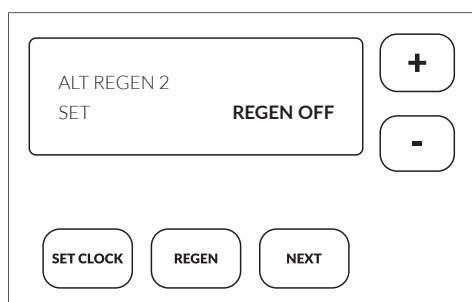 ALT REGEN 2
SET REGEN OFF
+
-
SET CLOCK REGEN NEXT